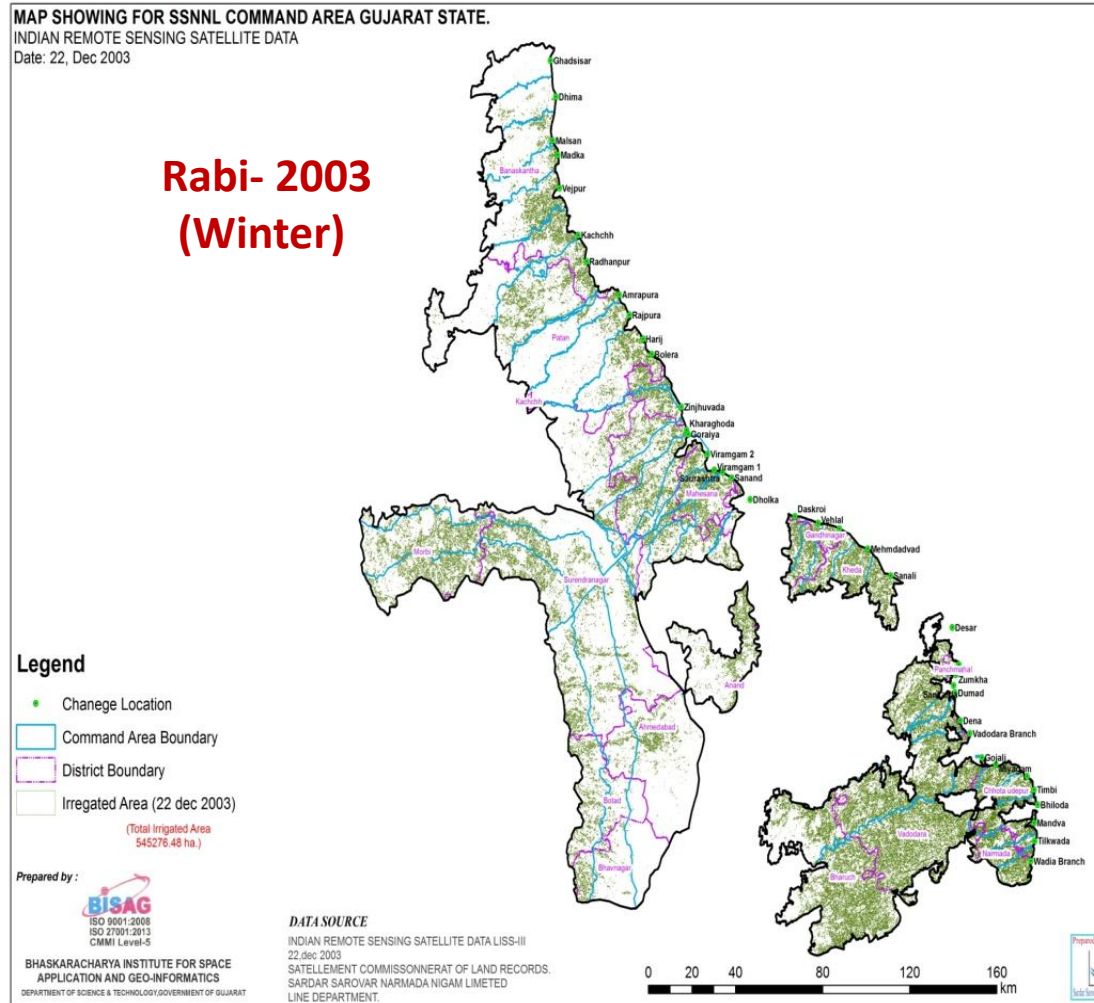 MAP SHOWING FOR SSNNL COMMAND AREA GUJARAT STATE.
INDIAN REMOTE SENSING SATELLITE DATA
Date: 22, Dec 2003
Rabi- 2003
(Winter)
Ghadsisar
Dhima
Malsan
Madka
Banaskantha
Vejpur
Kachchh
Radhanpur
Amrapura
Rajpura
Patan
Harij
Bolera
Kachchh
Zinjhuvada
Kharaghoda
Goraiya
Viramgam 2
Viramgam 1
Saurashtra
Sanand
Mahesana
Dholka
Daskroi
Vehlal
Gandhinagar
Mehmdadvad
Kheda
Sanali
Morbi
Surendranagar
Desar
Panchmahal
Zumkha
Dumad
Anand
Dena
Vadodara Branch
Ahmedabad
Gojali
Chhota udepur
Timbi
Bhiloda
Botad
Mandva
Vadodara
Tilkwada
Narmada
Wadia Branch
Bhavnagar
Bharuch
Legend
Chanege Location
Command Area Boundary
District Boundary
Irregated Area (22 dec 2003)
(Total Irrigated Area
545276.48 ha.)
Prepared by :
BISAG
ISO 9001:2008
ISO 27001:2013
CMMI Level-5
BHASKARACHARYA INSTITUTE FOR SPACE
APPLICATION AND GEO-INFORMATICS
DEPARTMENT OF SCIENCE & TECHNOLOGY,GOVERNMENT OF GUJARAT
DATA SOURCE
INDIAN REMOTE SENSING SATELLITE DATA LISS-III
22,dec 2003
SATELLEMENT COMMISSONNERAT OF LAND RECORDS.
SARDAR SAROVAR NARMADA NIGAM LIMETED
LINE DEPARTMENT.
0 20 40 80 120 160
km